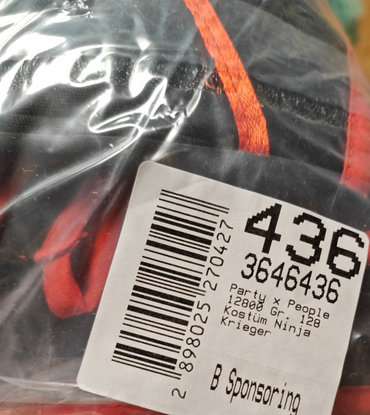 436
3646436
Party x People
12800 Gr. 128
Kostüm Ninja
Krieger
2 898025 270427
B Sponsoring